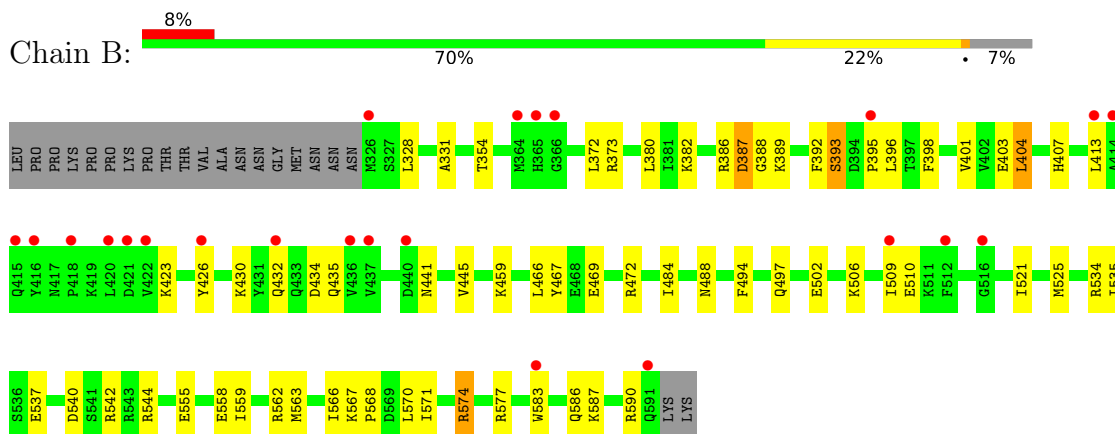 8%
Chain B:
70% 22% • 7%
LEU PRO PRO LYS PRO PRO LYS PRO THR THR VAL ALA ASN ASN GLY MET ASN ASN ASN M326 S327 L328 A331 T354 M364 H365 G366 L372 R373 L380 I381 K382 R386 D387 G388 K389 F392 S393 D394 P395 L396 T397 F398 V401 V402 E403 L404 H407 L413 A414
Q415 Y416 N417 P418 K419 L420 D421 V422 K423 Y426 K430 Y431 Q432 Q433 D434 Q435 V436 V437 D440 N441 V445 K459 L466 Y467 E468 E469 R472 I484 N488 F494 Q497 E502 K506 I509 E510 K511 F512 G516 I521 M525 R534 I535
S536 E537 D540 S541 R542 R543 R544 E555 E558 I559 R562 M563 I566 K567 P568 D569 L570 I571 R574 R577 W583 Q586 K587 R590 Q591 LYS LYS